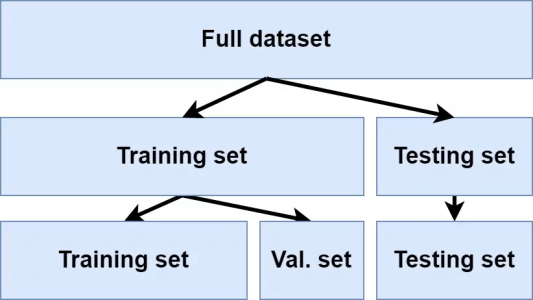 Full dataset
Training set
Testing set
Training set
Val. set
Testing set